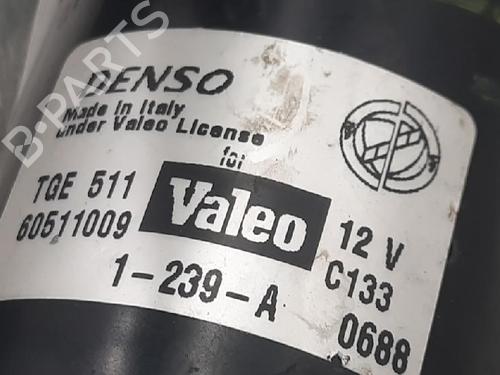 B-PARTS
DENSO
Made in Italy
Under Valeo License
for
Valeo
TGE 511
60511009
12 V
C133
1-239-A
0688